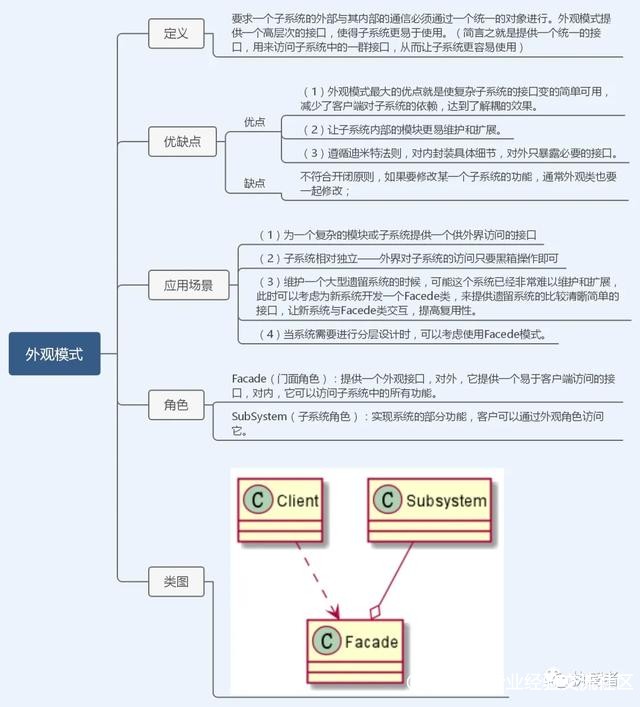 外观模式
定义
要求一个子系统的外部与其内部的通信必须通过一个统一的对象进行。外观模式提
供一个高层次的接口，使得子系统更易于使用。（简言之就是提供一个统一的接
口，用来访问子系统中的一群接口，从而让子系统更容易使用）
优缺点
优点
（1）外观模式最大的优点就是使复杂子系统的接口变的简单可用，
减少了客户端对子系统的依赖，达到了解耦的效果。
（2）让子系统内部的模块更易维护和扩展。
（3）遵循迪米特法则，对内封装具体细节，对外只暴露必要的接口。
缺点
不符合开闭原则，如果要修改某一个子系统的功能，通常外观类也要
一起修改；
应用场景
（1）为一个复杂的模块或子系统提供一个供外界访问的接口
（2）子系统相对独立——外界对子系统的访问只要黑箱操作即可
（3）维护一个大型遗留系统的时候，可能这个系统已经非常难以维护和扩展，
此时可以考虑为新系统开发一个Facede类，来提供遗留系统的比较清晰简单的
接口，让新系统与Facede类交互，提高复用性。
（4）当系统需要进行分层设计时，可以考虑使用Facede模式。
角色
Facade（门面角色）：提供一个外观接口，对外，它提供一个易于客户端访问的接
口，对内，它可以访问子系统中的所有功能。
SubSystem（子系统角色）：实现系统的部分功能，客户可以通过外观角色访问
它。
类图
C Client
C Subsystem
C Facade